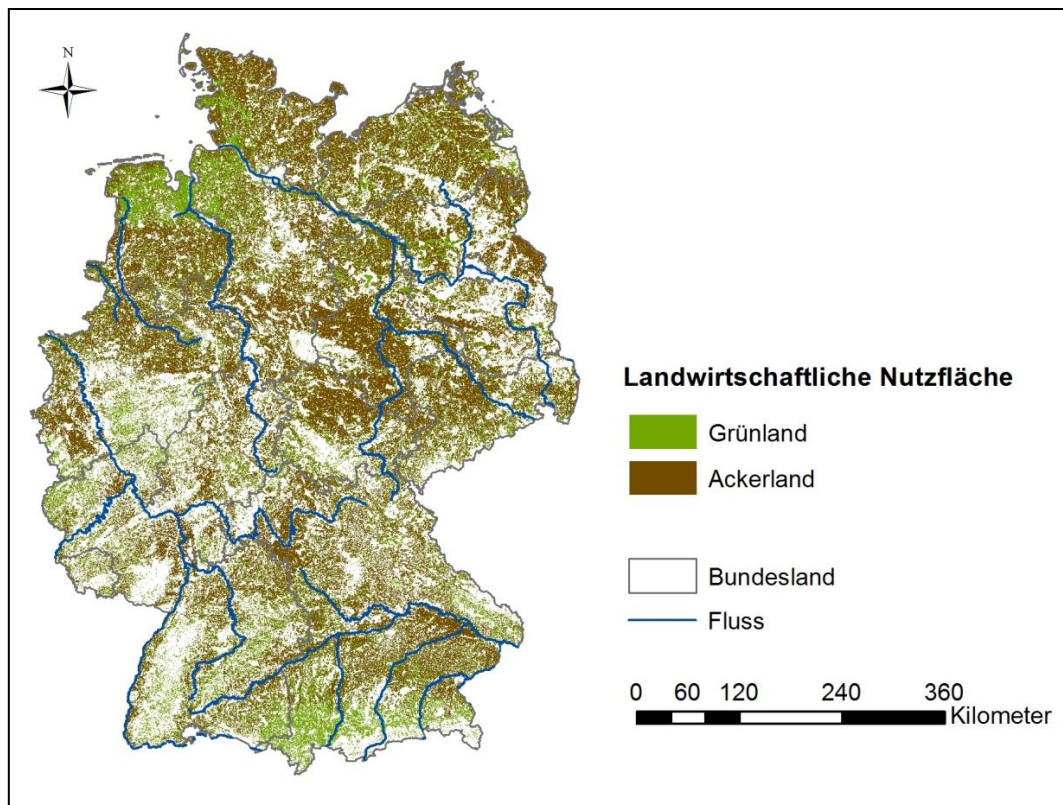 N
Landwirtschaftliche Nutzfläche
Grünland
Ackerland
Bundesland
Fluss
0 60 120 240 360
Kilometer